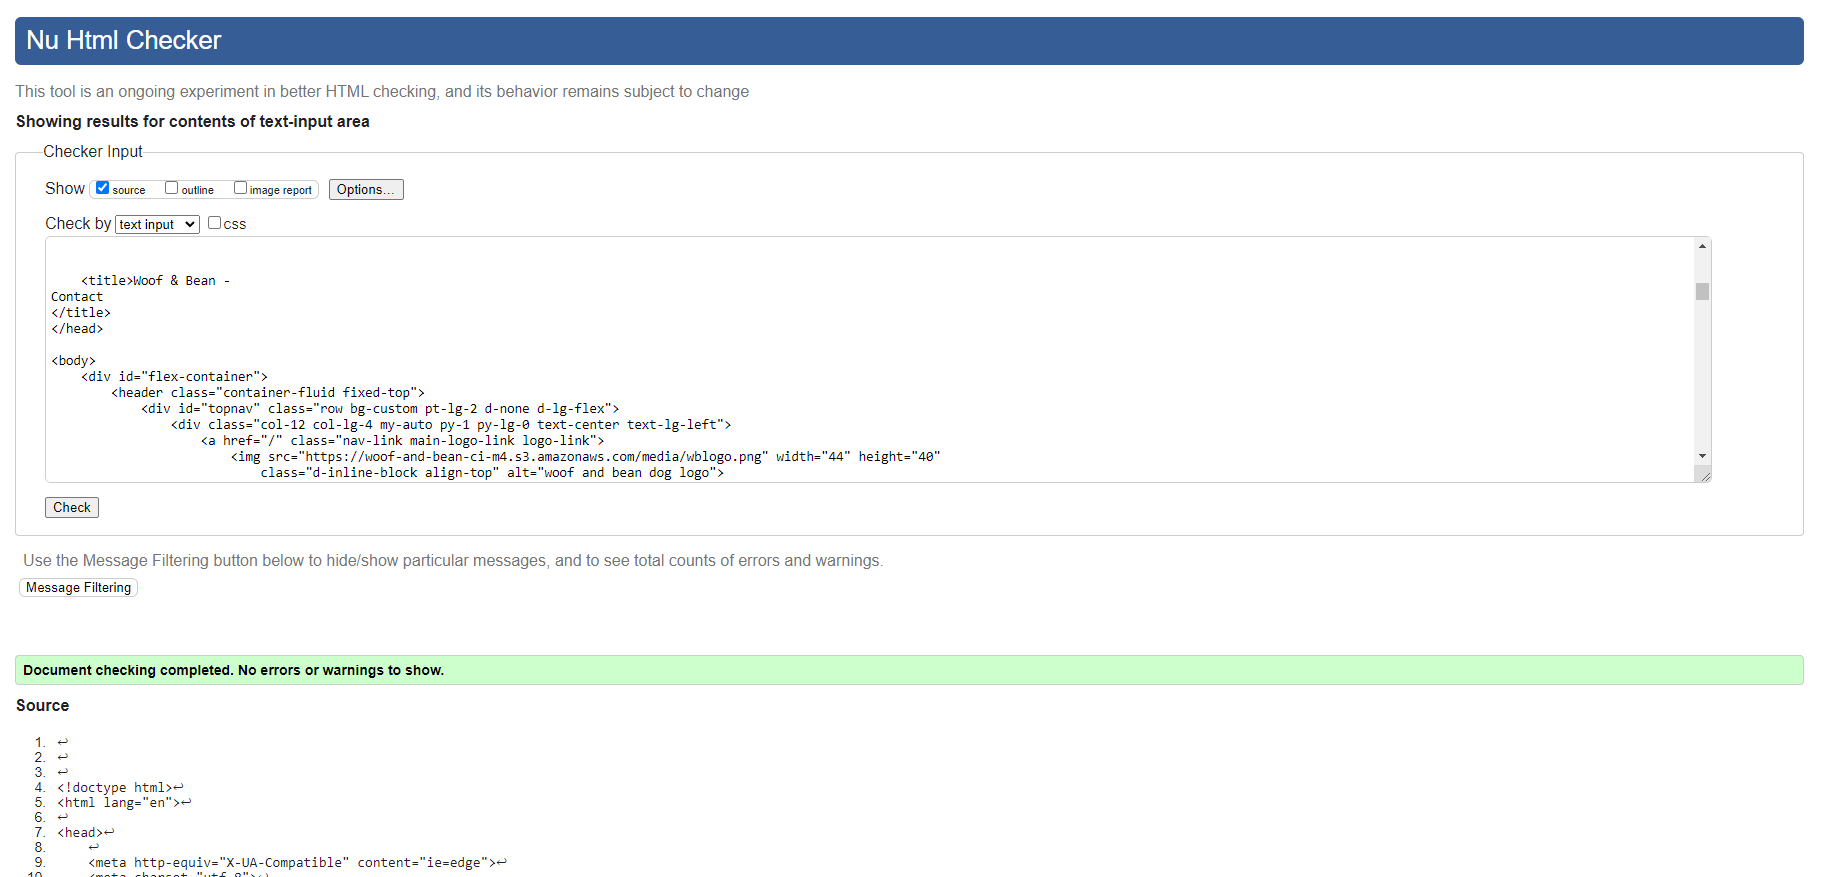 Nu Html Checker
This tool is an ongoing experiment in better HTML checking, and its behavior remains subject to change
Showing results for contents of text-input area
Checker Input
Show source outline image report Options...
Check by text input css
<title>Woof & Bean -
Contact
</title>
</head>
<body>
<div id="flex-container">
<header class="container-fluid fixed-top">
<div id="topnav" class="row bg-custom pt-lg-2 d-none d-lg-flex">
<div class="col-12 col-lg-4 my-auto py-1 py-lg-0 text-center text-lg-left">
<a href="/" class="nav-link main-logo-link logo-link">
<img src="https://woof-and-bean-ci-m4.s3.amazonaws.com/media/wblogo.png" width="44" height="40"
class="d-inline-block align-top" alt="woof and bean dog logo">
Check
Use the Message Filtering button below to hide/show particular messages, and to see total counts of errors and warnings.
Message Filtering
Document checking completed. No errors or warnings to show.
Source
1. ↩
2. ↩
3. ↩
4. <!doctype html>↩
5. <html lang="en">↩
6. ↩
7. <head>↩
8. ↩
9. <meta http-equiv="X-UA-Compatible" content="ie=edge">↩
10. <meta charset="utf-8">↩